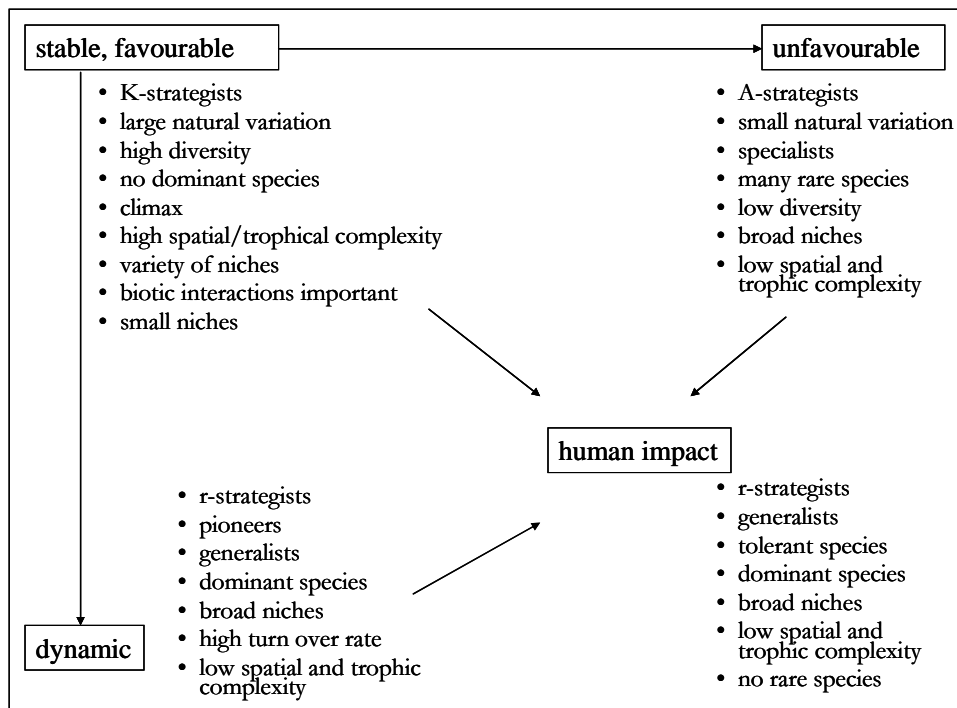 stable, favourable
unfavourable
• K-strategists
• large natural variation
• high diversity
• no dominant species
• climax
• high spatial/trophical complexity
• variety of niches
• biotic interactions important
• small niches
• A-strategists
• small natural variation
• specialists
• many rare species
• low diversity
• broad niches
• low spatial and
trophic complexity
human impact
• r-strategists
• pioneers
• generalists
• dominant species
• broad niches
• high turn over rate
• low spatial and trophic
complexity
dynamic
• r-strategists
• generalists
• tolerant species
• dominant species
• broad niches
• low spatial and
trophic complexity
• no rare species